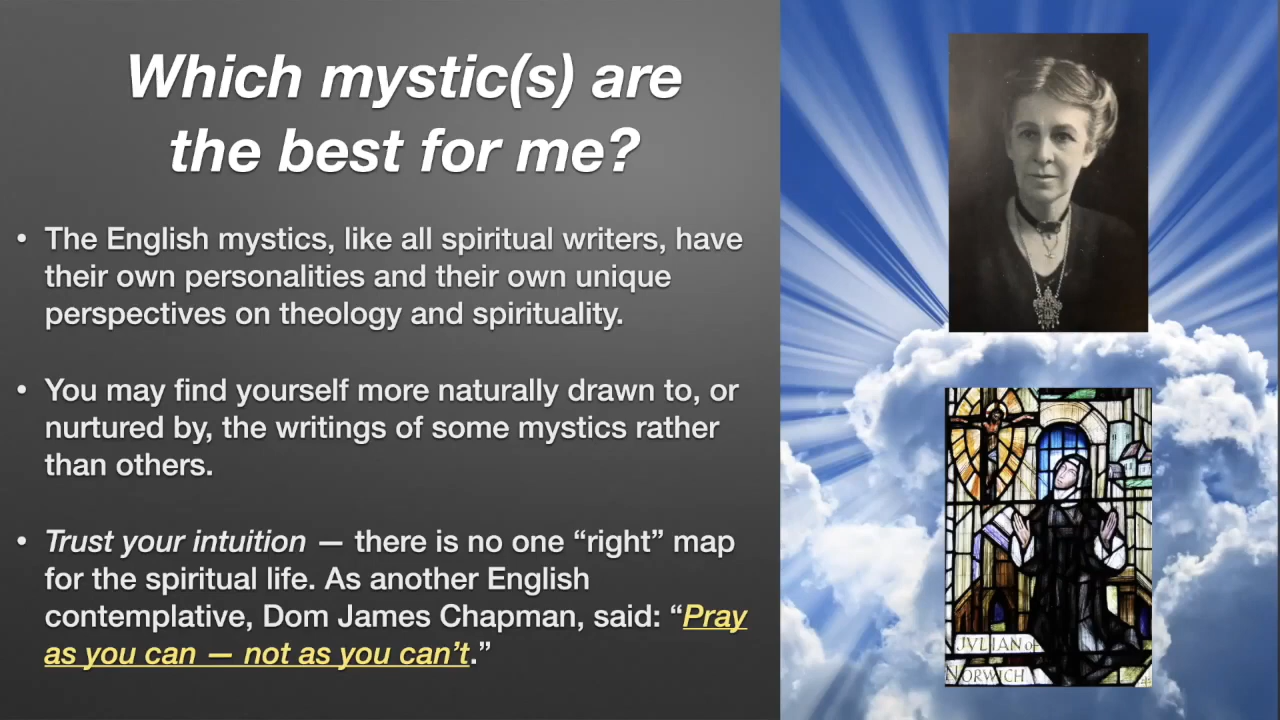 Which mystic(s) are
the best for me?
• The English mystics, like all spiritual writers, have
their own personalities and their own unique
perspectives on theology and spirituality.
• You may find yourself more naturally drawn to, or
nurtured by, the writings of some mystics rather
than others.
• Trust your intuition — there is no one “right” map
for the spiritual life. As another English
contemplative, Dom James Chapman, said: “Pray
as you can — not as you can’t.”
JVLIAN of
NORWICH